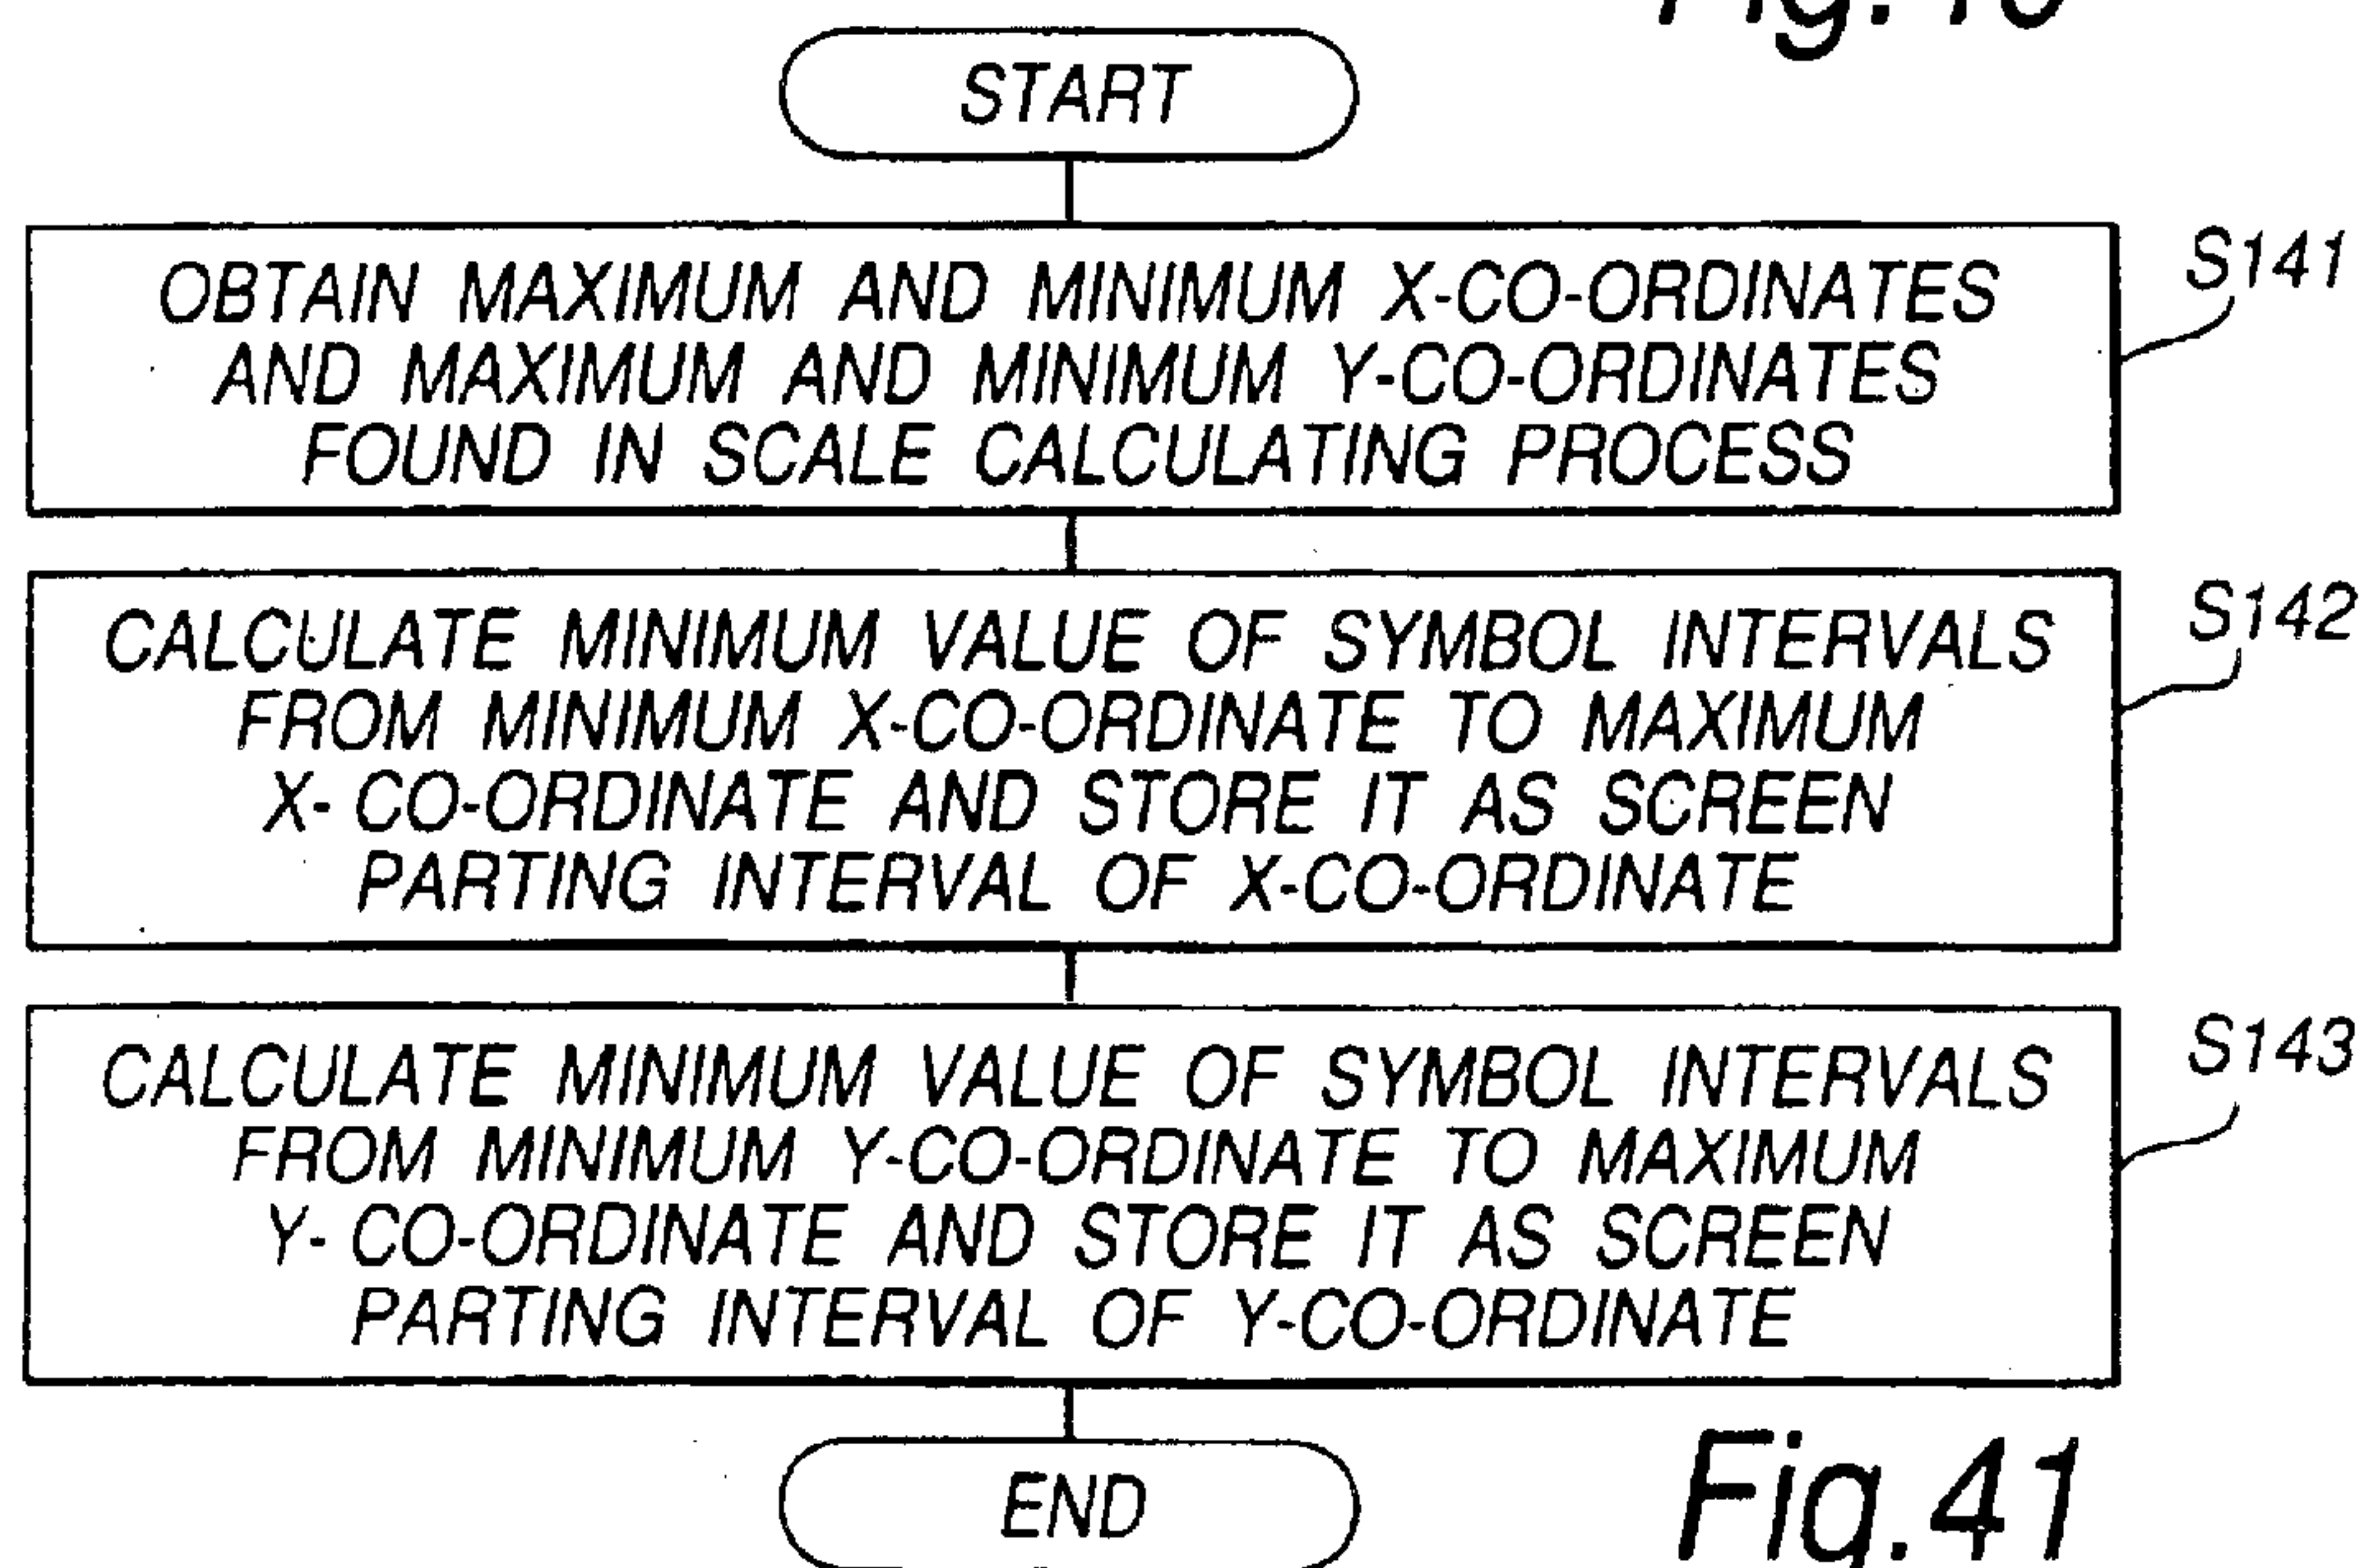 START
S141
OBTAIN MAXIMUM AND MINIMUM X-CO-ORDINATES
AND MAXIMUM AND MINIMUM Y-CO-ORDINATES
FOUND IN SCALE CALCULATING PROCESS
S142
CALCULATE MINIMUM VALUE OF SYMBOL INTERVALS
FROM MINIMUM X-CO-ORDINATE TO MAXIMUM
X- CO-ORDINATE AND STORE IT AS SCREEN
PARTING INTERVAL OF X-CO-ORDINATE
S143
CALCULATE MINIMUM VALUE OF SYMBOL INTERVALS
FROM MINIMUM Y-CO-ORDINATE TO MAXIMUM
Y- CO-ORDINATE AND STORE IT AS SCREEN
PARTING INTERVAL OF Y-CO-ORDINATE
END
Fig.41